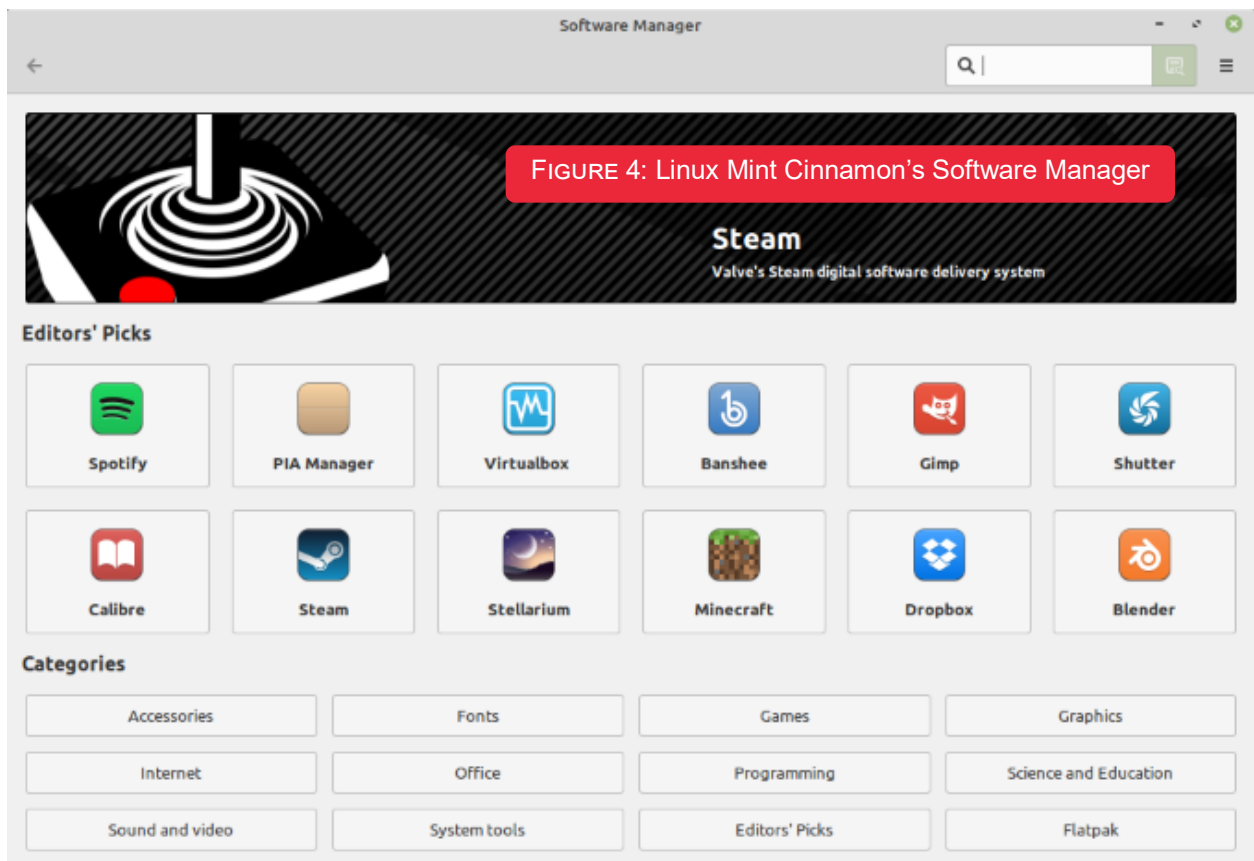 Software Manager
FIGURE 4: Linux Mint Cinnamon's Software Manager
Steam
Valve's Steam digital software delivery system
Editors' Picks
Spotify PIA Manager Virtualbox Banshee Gimp Shutter
Calibre Steam Stellarium Minecraft Dropbox Blender
Categories
Accessories Fonts Games Graphics
Internet Office Programming Science and Education
Sound and video System tools Editors' Picks Flatpak